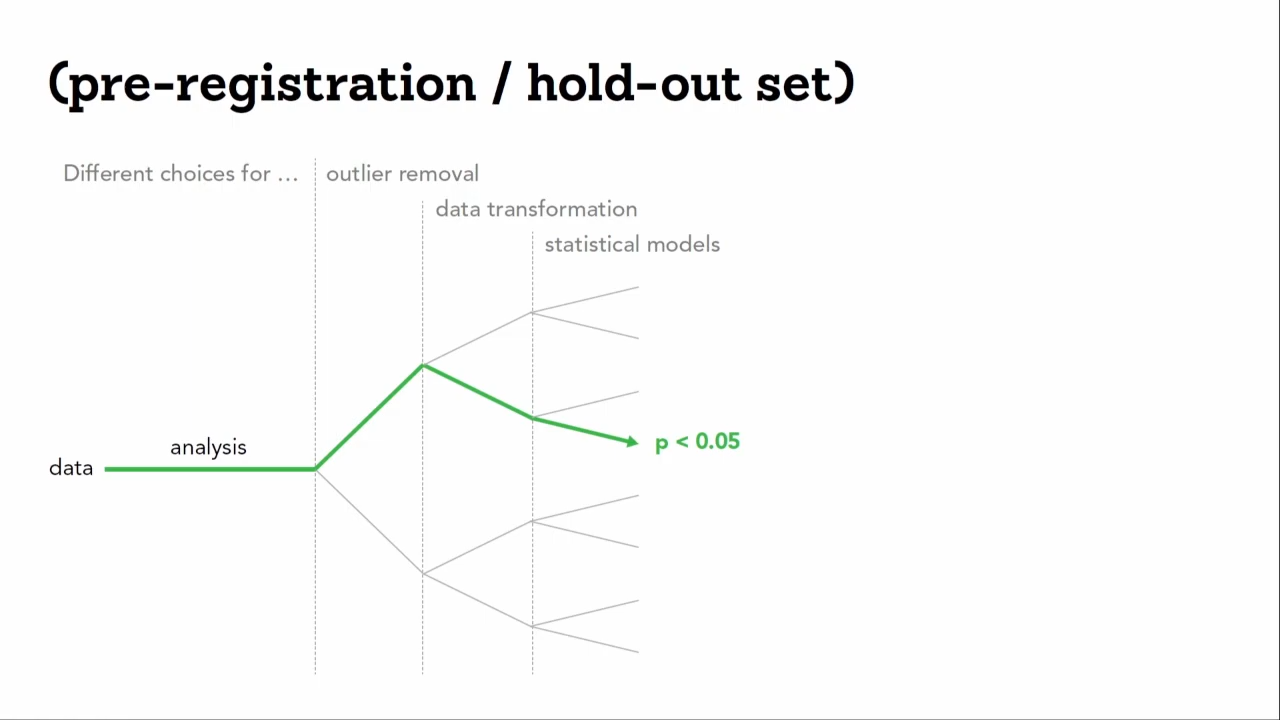 (pre-registration / hold-out set)
Different choices for …
outlier removal
data transformation
statistical models
analysis
data
p < 0.05